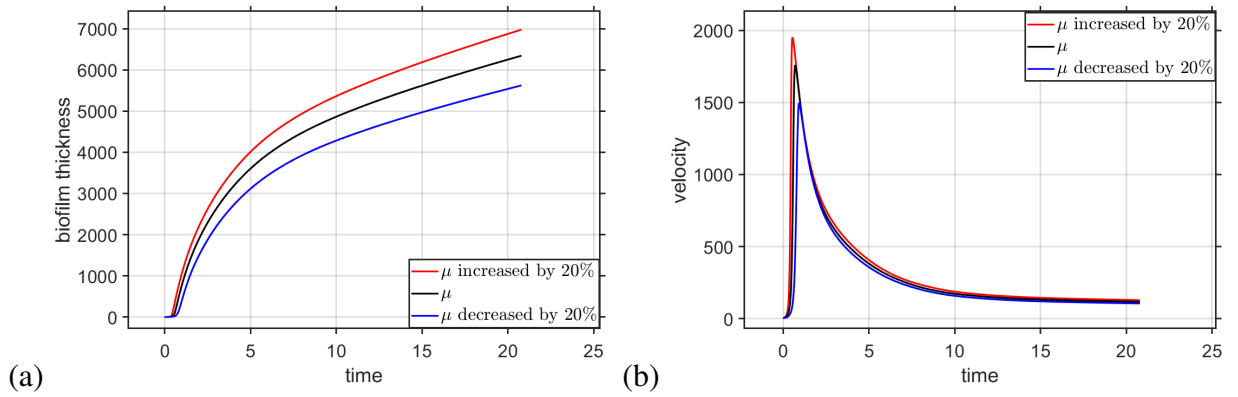 7000
6000
5000
4000
3000
2000
1000
0
biofilm thickness
μ increased by 20%
μ
μ decreased by 20%
0 5 10 15 20 25
time
(a)
2000
1500
1000
500
0
velocity
μ increased by 20%
μ
μ decreased by 20%
0 5 10 15 20 25
time
(b)